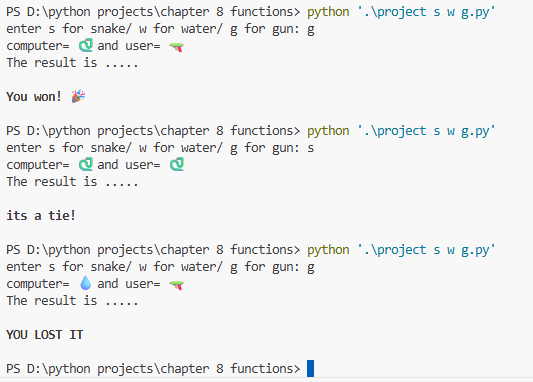 PS D:\python projects\chapter 8 functions> python '.\project s w g.py'
enter s for snake/ w for water/ g for gun: g
computer= 🐍 and user= 🔫
The result is .....
You won! 🎉
PS D:\python projects\chapter 8 functions> python '.\project s w g.py'
enter s for snake/ w for water/ g for gun: s
computer= 🐍 and user= 🐍
The result is .....
its a tie!
PS D:\python projects\chapter 8 functions> python '.\project s w g.py'
enter s for snake/ w for water/ g for gun: g
computer= 💧 and user= 🔫
The result is .....
YOU LOST IT
PS D:\python projects\chapter 8 functions>